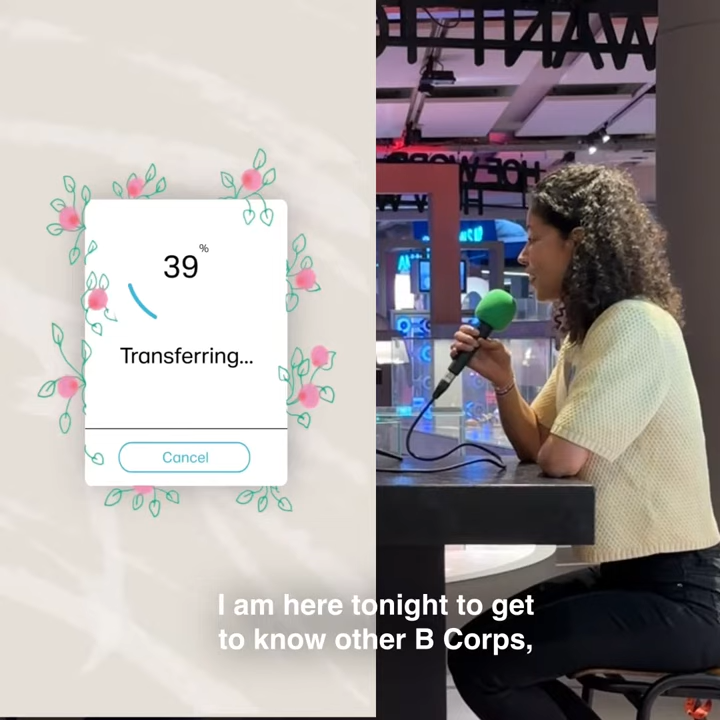 39%
Transferring...
Cancel
I am here tonight to get
to know other B Corps,